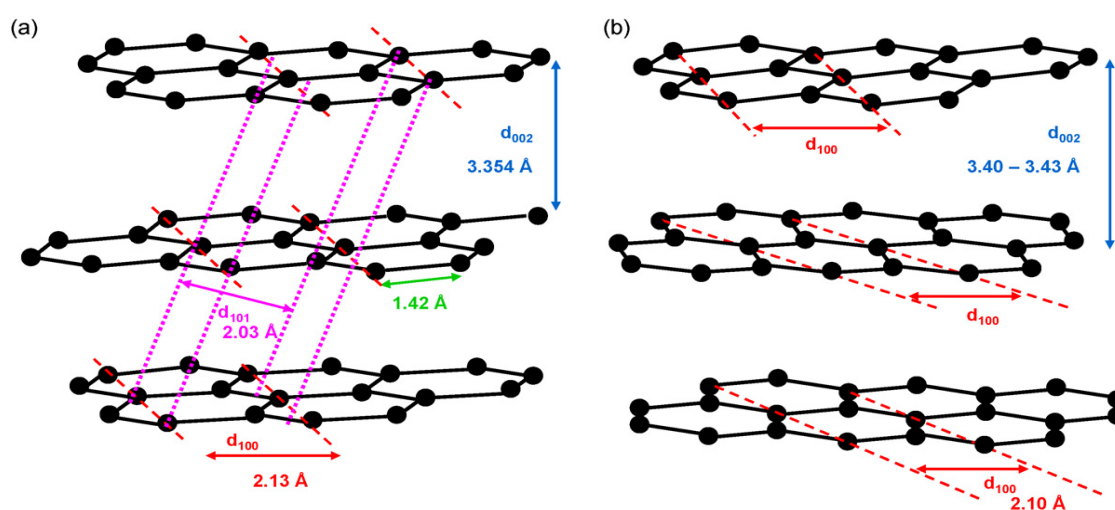 (a)
d002
3.354 Å
1.42 Å
d101
2.03 Å
d100
2.13 Å
(b)
d100
d002
3.40 – 3.43 Å
d100
d100
2.10 Å